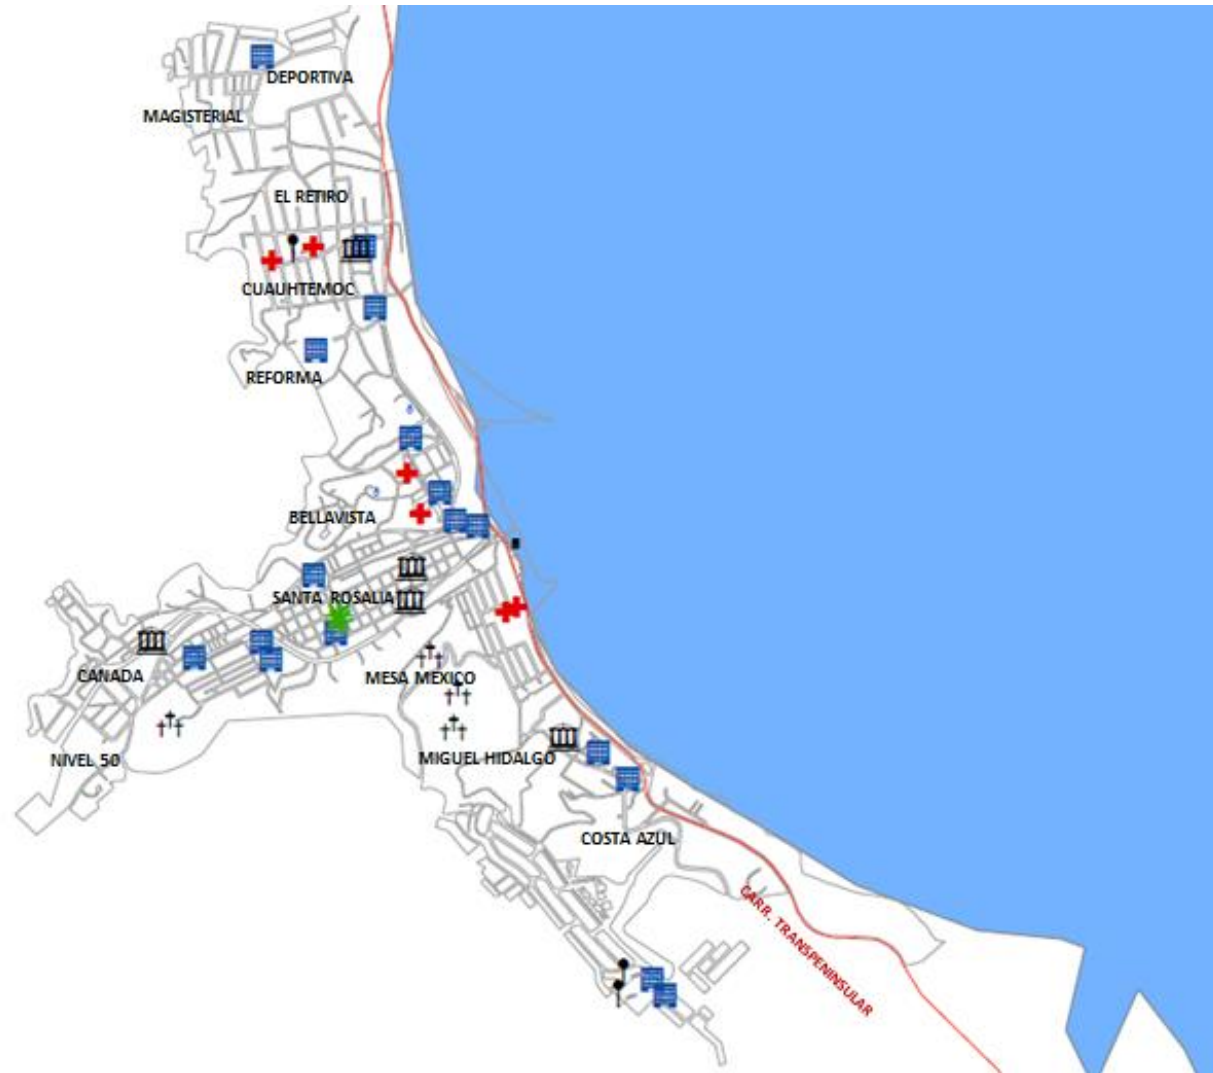 DEPORTIVA
MAGISTERIAL
EL RETIRO
CUAUHTEMOC
REFORMA
BELLAVISTA
SANTA ROSALIA
CANADA
MESA MEXICO
NIVEL 50
MIGUEL HIDALGO
COSTA AZUL
CARR. TRANSPENINSULAR